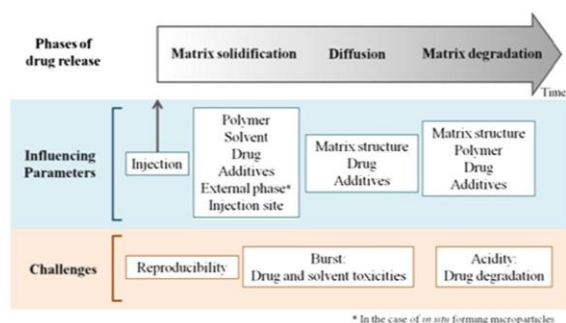 Phases of
drug release
Matrix solidification
Diffusion
Matrix degradation
Time
Influencing
Parameters
Injection
Polymer
Solvent
Drug
Additives
External phase*
Injection site
Matrix structure
Drug
Additives
Matrix structure
Polymer
Drug
Additives
Challenges
Reproducibility
Burst:
Drug and solvent toxicities
Acidity:
Drug degradation
* In the case of in situ forming microparticles